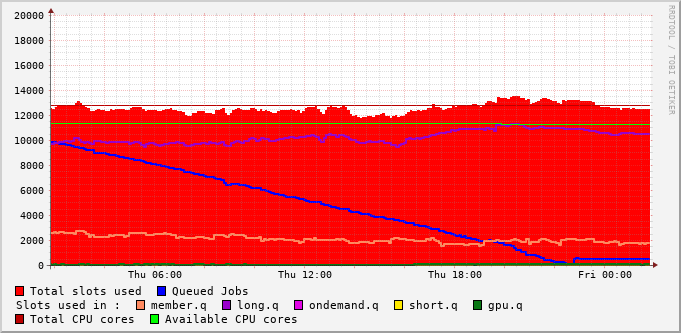 20000
18000
16000
14000
12000
10000
8000
6000
4000
2000
0
Thu 06:00 Thu 12:00 Thu 18:00 Fri 00:00
Total slots used Queued Jobs
Slots used in : member.q long.q ondemand.q short.q gpu.q
Total CPU cores Available CPU cores
RRDTOOL / TOBI OETIKER